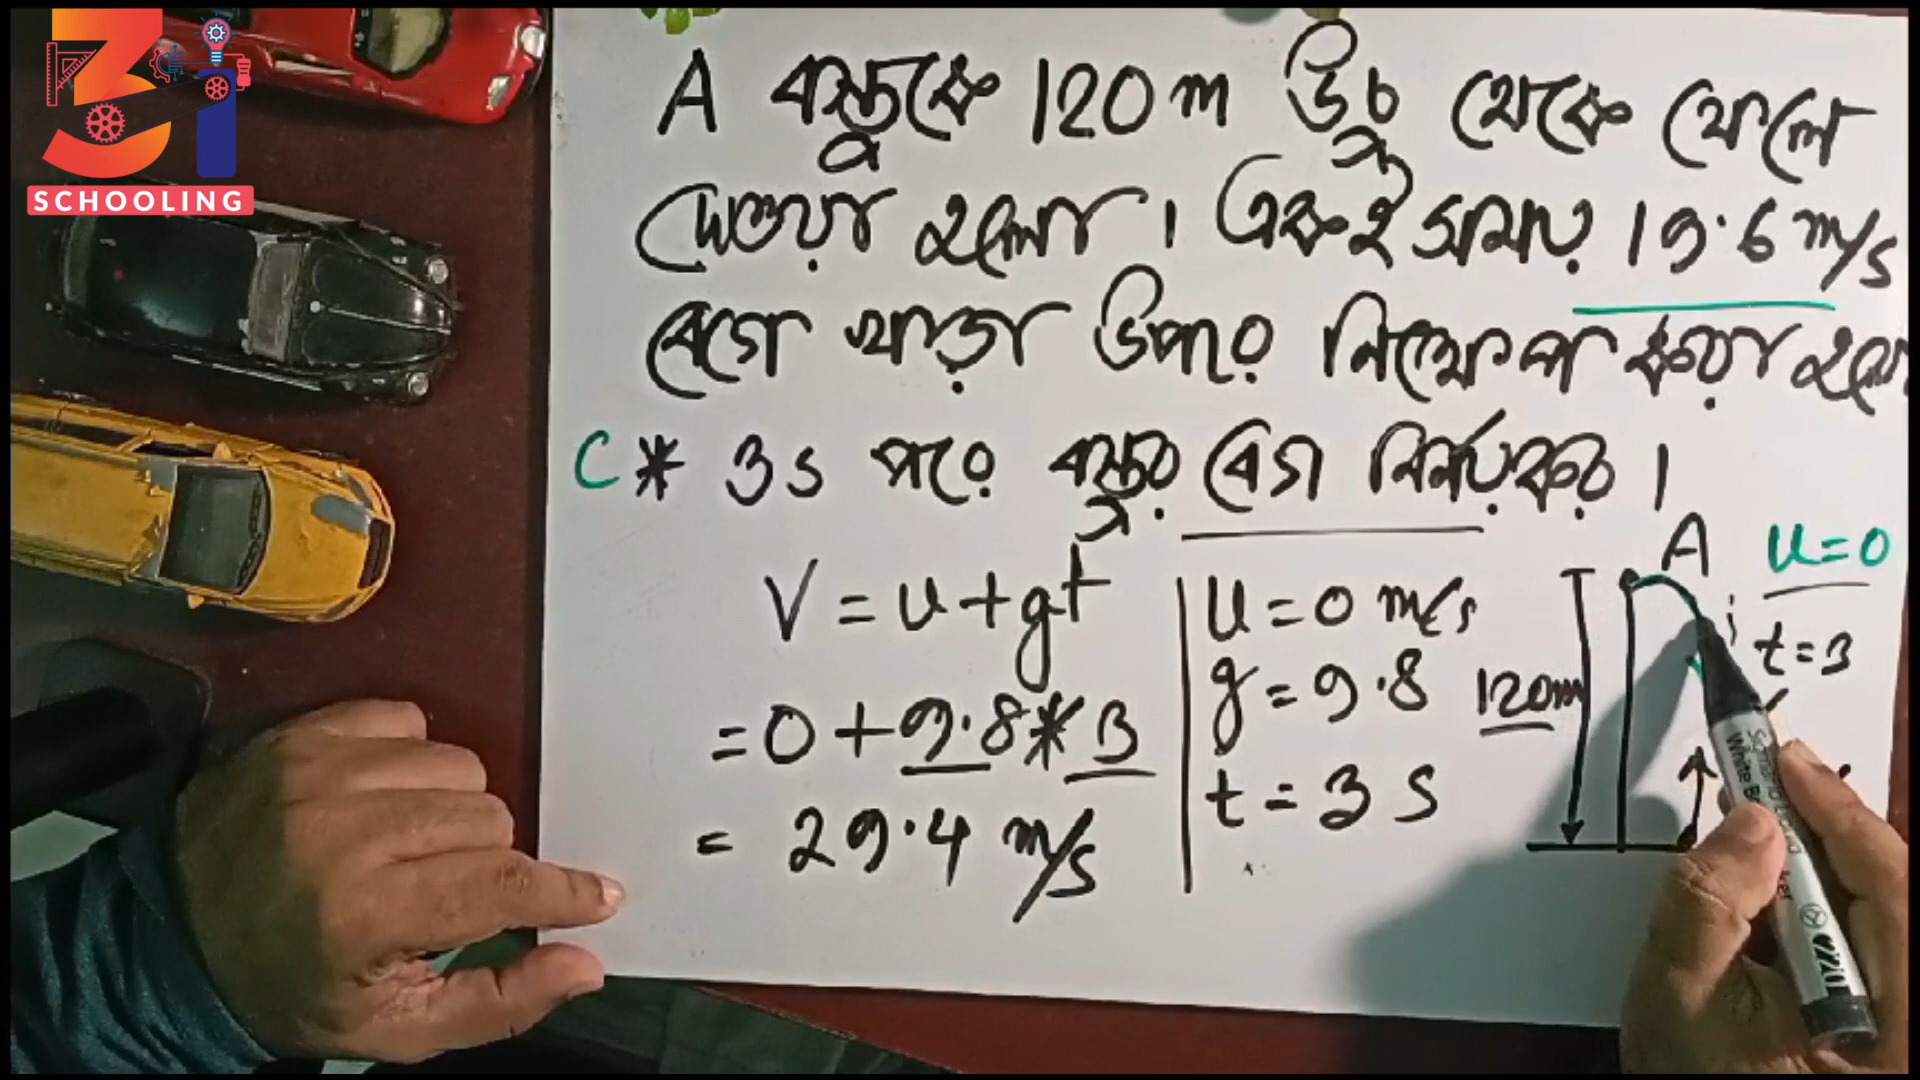 SCHOOLING
A বস্তুকে 120 m উঁচু থেকে ফেলে
দেওয়া হলো। একই সময় 19.6 m/s
বেগে খাড়া উপরে নিক্ষেপ করা হলো
C * 3s পরে বস্তুর বেগ নির্ণয় কর।
V = u + gt
= 0 + 9.8 * 3
= 29.4 m/s
u = 0 m/s
g = 9.8
t = 3 s
A u = 0
t = 3
120m